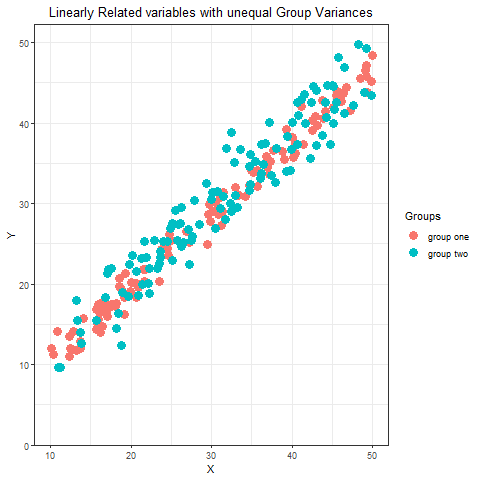 Linearly Related variables with unequal Group Variances
50
40
30
20
10
0
Y
10 20 30 40 50
X
Groups
group one
group two